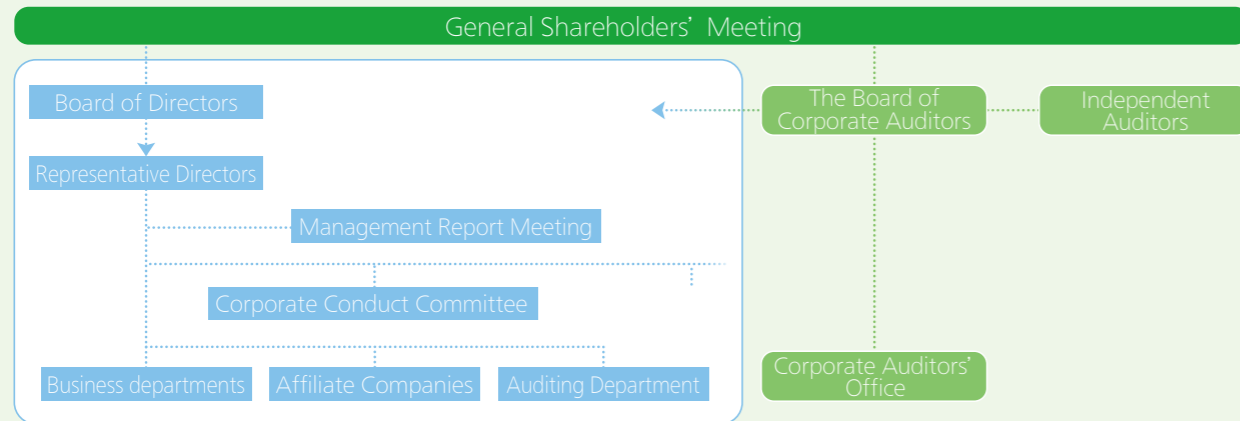 General Shareholders’ Meeting
Board of Directors
The Board of
Corporate Auditors
Independent
Auditors
Representative Directors
Management Report Meeting
Corporate Conduct Committee
Business departments
Affiliate Companies
Auditing Department
Corporate Auditors’
Office